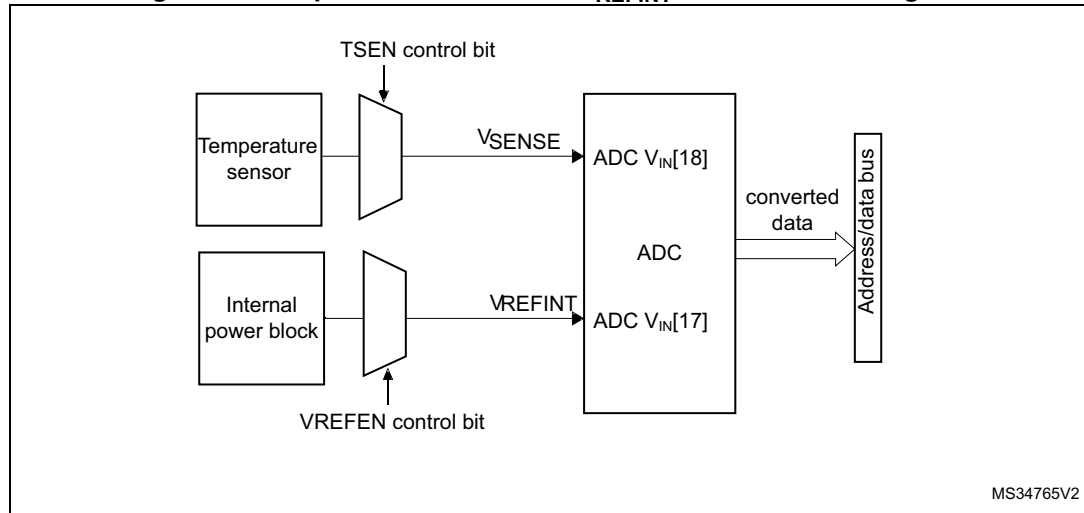 REFINT
TSEN control bit
Temperature
sensor
VSENSE
ADC VIN[18]
converted
data
Address/data bus
ADC
Internal
power block
VREFINT
ADC VIN[17]
VREFEN control bit
MS34765V2